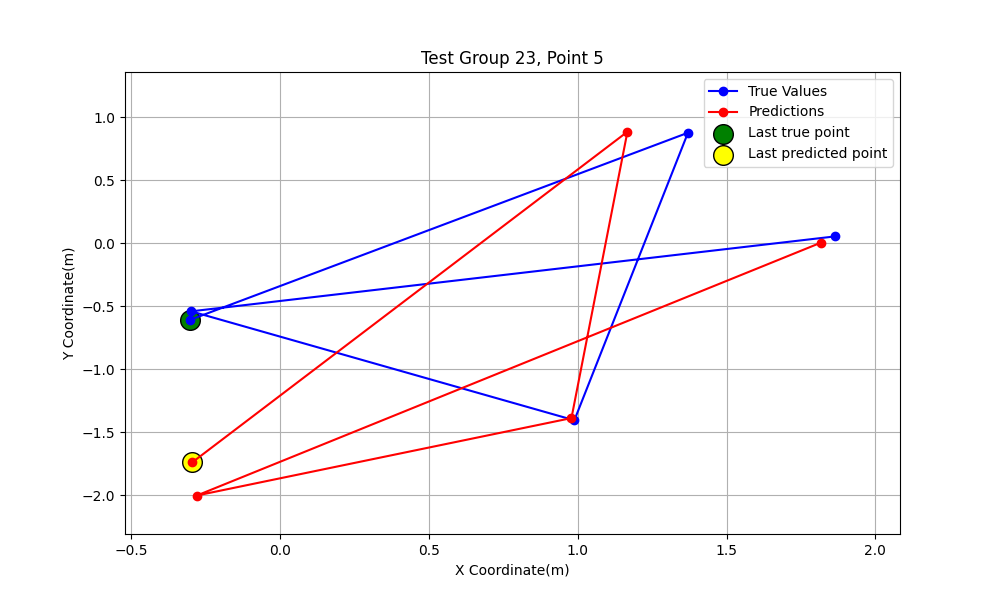 Test Group 23, Point 5
True Values
Predictions
Last true point
Last predicted point
1.0
0.5
0.0
−0.5
−1.0
−1.5
−2.0
Y Coordinate(m)
−0.5 0.0 0.5 1.0 1.5 2.0
X Coordinate(m)